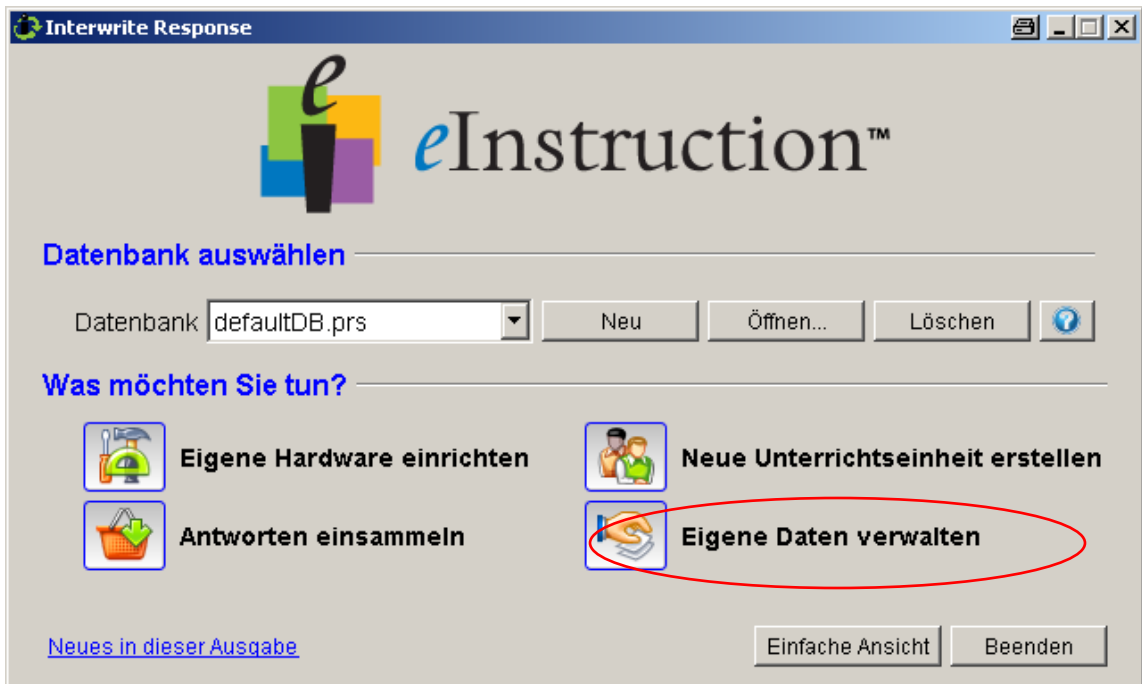 Interwrite Response
eInstruction™
Datenbank auswählen
Datenbank defaultDB.prs Neu Öffnen... Löschen ?
Was möchten Sie tun?
Eigene Hardware einrichten Neue Unterrichtseinheit erstellen
Antworten einsammeln Eigene Daten verwalten
Neues in dieser Ausgabe Einfache Ansicht Beenden